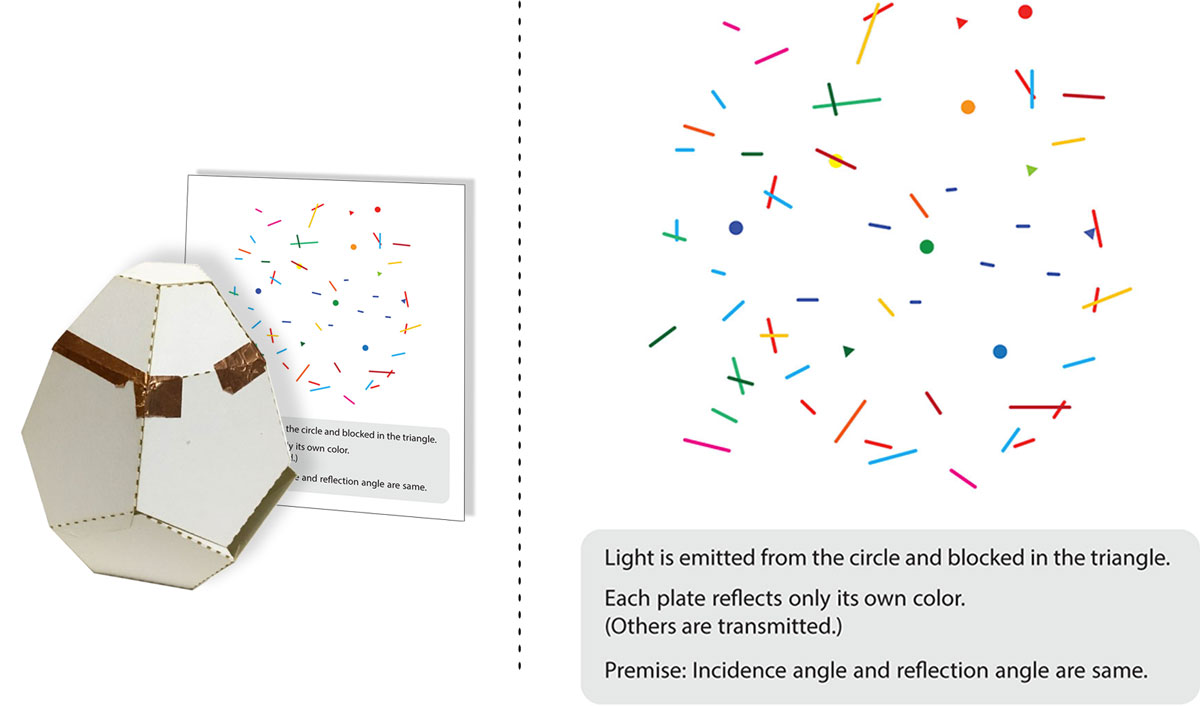 the circle and blocked in the triangle.
its own color.
.)
and reflection angle are same.
Light is emitted from the circle and blocked in the triangle.
Each plate reflects only its own color.
(Others are transmitted.)
Premise: Incidence angle and reflection angle are same.